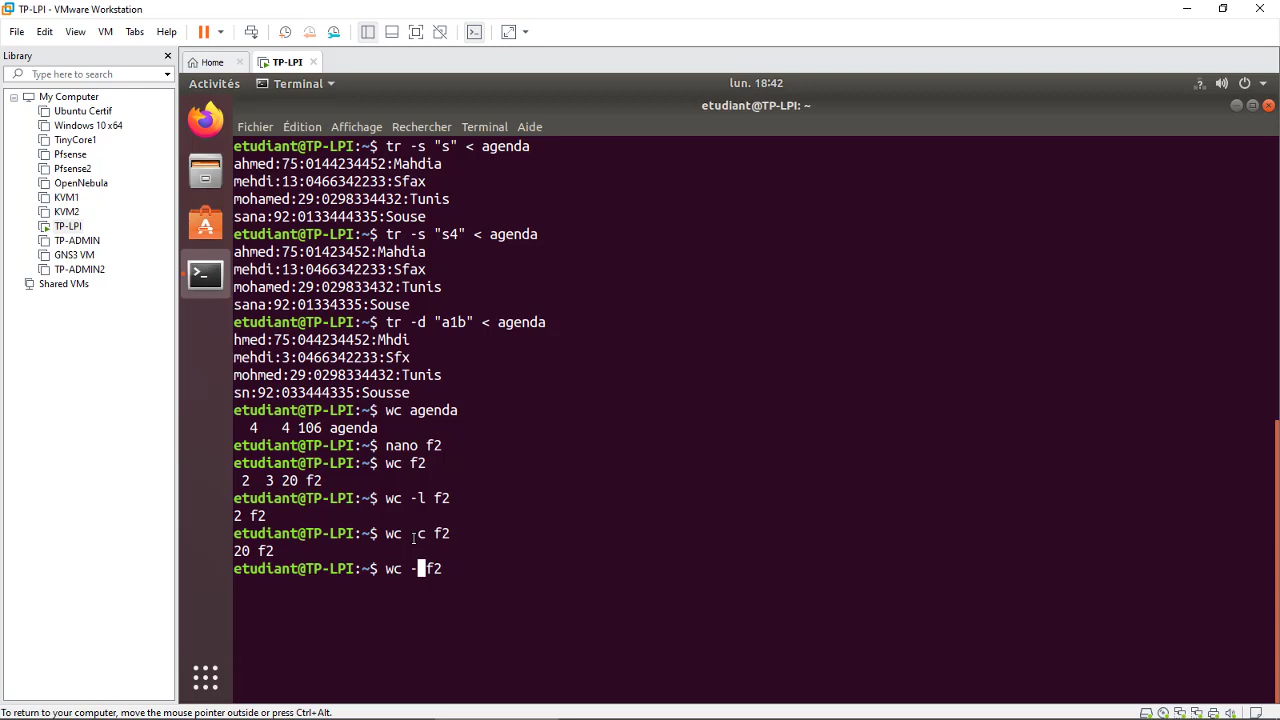 TP-LPI - VMware Workstation
File Edit View VM Tabs Help
Library
Type here to search
My Computer
Ubuntu Certif
Windows 10 x64
TinyCore1
Pfsense
Pfsense2
OpenNebula
KVM1
KVM2
TP-LPI
TP-ADMIN
GNS3 VM
TP-ADMIN2
Shared VMs
Home TP-LPI
Activités Terminal lun. 18:42
etudiant@TP-LPI: ~
Fichier Édition Affichage Rechercher Terminal Aide
etudiant@TP-LPI:~$ tr -s "s" < agenda
ahmed:75:0144234452:Mahdia
mehdi:13:0466342233:Sfax
mohamed:29:0298334432:Tunis
sana:92:0133444335:Souse
etudiant@TP-LPI:~$ tr -s "s4" < agenda
ahmed:75:01423452:Mahdia
mehdi:13:0466342233:Sfax
mohamed:29:029833432:Tunis
sana:92:01334335:Souse
etudiant@TP-LPI:~$ tr -d "a1b" < agenda
hmed:75:044234452:Mhdi
mehdi:3:0466342233:Sfx
mohmed:29:0298334432:Tunis
sn:92:033444335:Sousse
etudiant@TP-LPI:~$ wc agenda
4 4 106 agenda
etudiant@TP-LPI:~$ nano f2
etudiant@TP-LPI:~$ wc f2
2 3 20 f2
etudiant@TP-LPI:~$ wc -l f2
2 f2
etudiant@TP-LPI:~$ wc -c f2
20 f2
etudiant@TP-LPI:~$ wc - f2
To return to your computer, move the mouse pointer outside or press Ctrl+Alt.